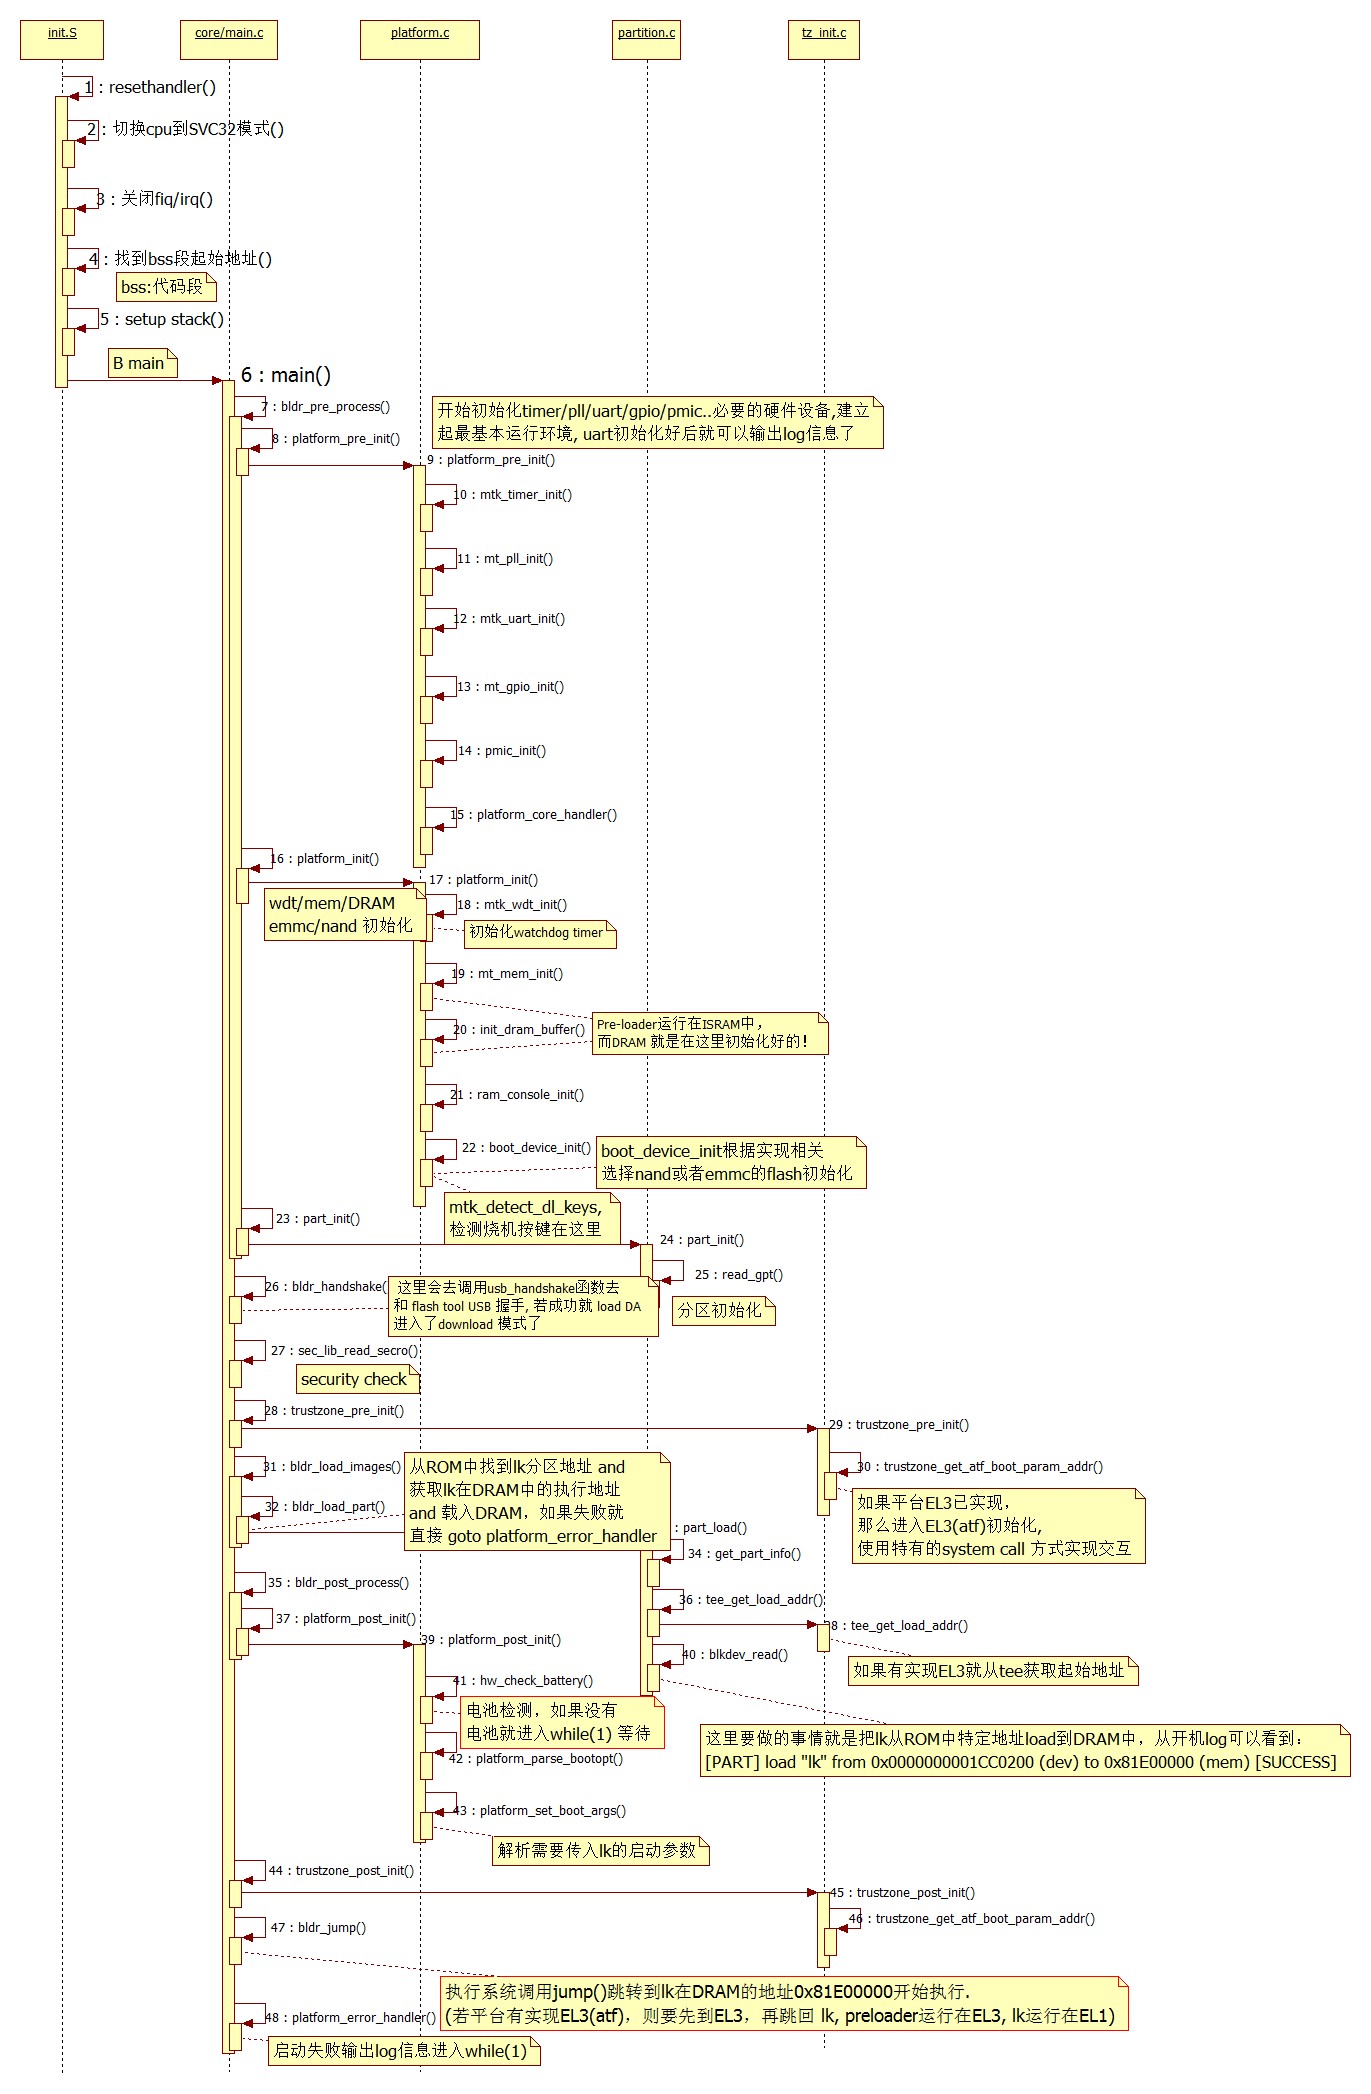 init.S
core/main.c
platform.c
partition.c
tz_init.c
1 : resethandler()
2 : 切换cpu到SVC32模式()
3 : 关闭fiq/irq()
4 : 找到bss段起始地址()
bss:代码段
5 : setup stack()
B main
6 : main()
7 : bldr_pre_process()
开始初始化timer/pll/uart/gpio/pmic..必要的硬件设备,建立
起最基本运行环境, uart初始化好后就可以输出log信息了
8 : platform_pre_init()
9 : platform_pre_init()
10 : mtk_timer_init()
11 : mt_pll_init()
12 : mtk_uart_init()
13 : mt_gpio_init()
14 : pmic_init()
15 : platform_core_handler()
16 : platform_init()
17 : platform_init()
wdt/mem/DRAM
emmc/nand 初始化
18 : mtk_wdt_init()
初始化watchdog timer
19 : mt_mem_init()
20 : init_dram_buffer()
Pre-loader运行在ISRAM中，
而DRAM 就是在这里初始化好的！
21 : ram_console_init()
22 : boot_device_init()
boot_device_init根据实现相关
选择nand或者emmc的flash初始化
mtk_detect_dl_keys,
检测烧机按键在这里
23 : part_init()
24 : part_init()
25 : read_gpt()
分区初始化
26 : bldr_handshake(
这里会去调用usb_handshake函数去
和 flash tool USB 握手, 若成功就 load DA
进入了download 模式了
27 : sec_lib_read_secro()
security check
28 : trustzone_pre_init()
29 : trustzone_pre_init()
30 : trustzone_get_atf_boot_param_addr()
如果平台EL3已实现，
那么进入EL3(atf)初始化,
使用特有的system call 方式实现交互
31 : bldr_load_images()
32 : bldr_load_part()
从ROM中找到lk分区地址 and
获取lk在DRAM中的执行地址
and 载入DRAM，如果失败就
直接 goto platform_error_handler
part_load()
34 : get_part_info()
35 : bldr_post_process()
36 : tee_get_load_addr()
37 : platform_post_init()
38 : tee_get_load_addr()
如果有实现EL3就从tee获取起始地址
39 : platform_post_init()
40 : blkdev_read()
这里要做的事情就是把lk从ROM中特定地址load到DRAM中，从开机log可以看到：
[PART] load "lk" from 0x0000000001CC0200 (dev) to 0x81E00000 (mem) [SUCCESS]
41 : hw_check_battery()
电池检测，如果没有
电池就进入while(1) 等待
42 : platform_parse_bootopt()
43 : platform_set_boot_args()
解析需要传入lk的启动参数
44 : trustzone_post_init()
45 : trustzone_post_init()
46 : trustzone_get_atf_boot_param_addr()
47 : bldr_jump()
执行系统调用jump()跳转到lk在DRAM的地址0x81E00000开始执行.
(若平台有实现EL3(atf)，则要先到EL3，再跳回 lk, preloader运行在EL3, lk运行在EL1)
48 : platform_error_handler()
启动失败输出log信息进入while(1)